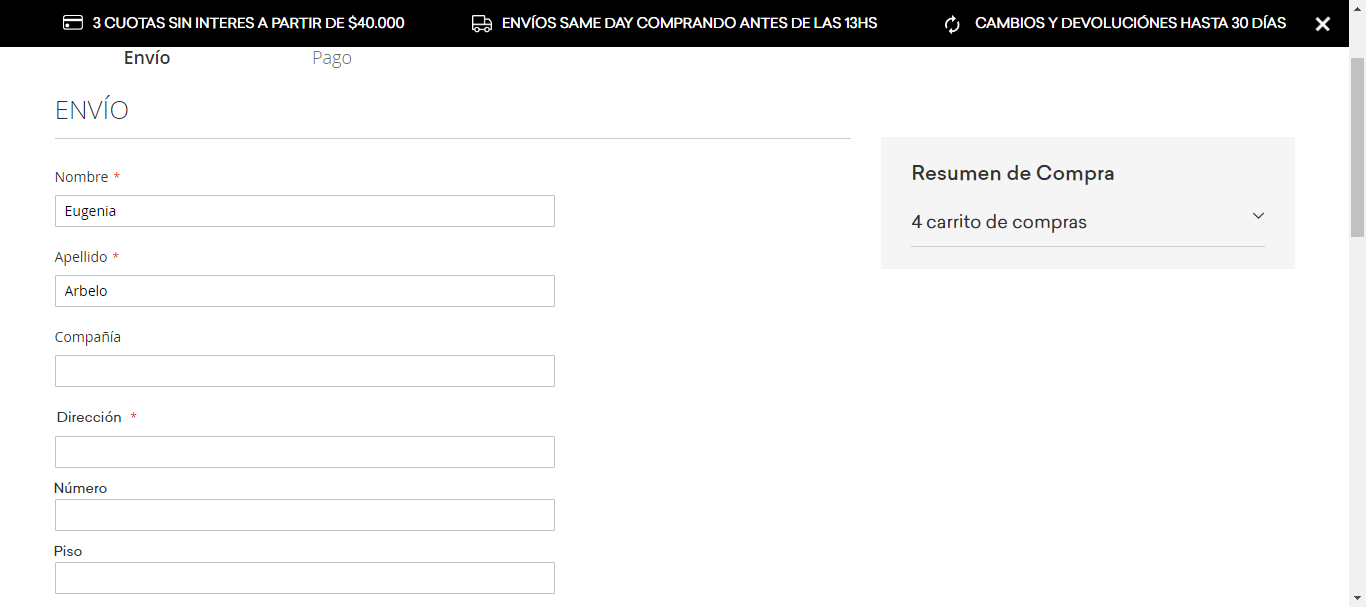 3 CUOTAS SIN INTERES A PARTIR DE $40.000
ENVÍOS SAME DAY COMPRANDO ANTES DE LAS 13HS
CAMBIOS Y DEVOLUCIÓNES HASTA 30 DÍAS
Envío
Pago
ENVÍO
Nombre *
Eugenia
Apellido *
Arbelo
Compañía
Dirección *
Número
Piso
Resumen de Compra
4 carrito de compras